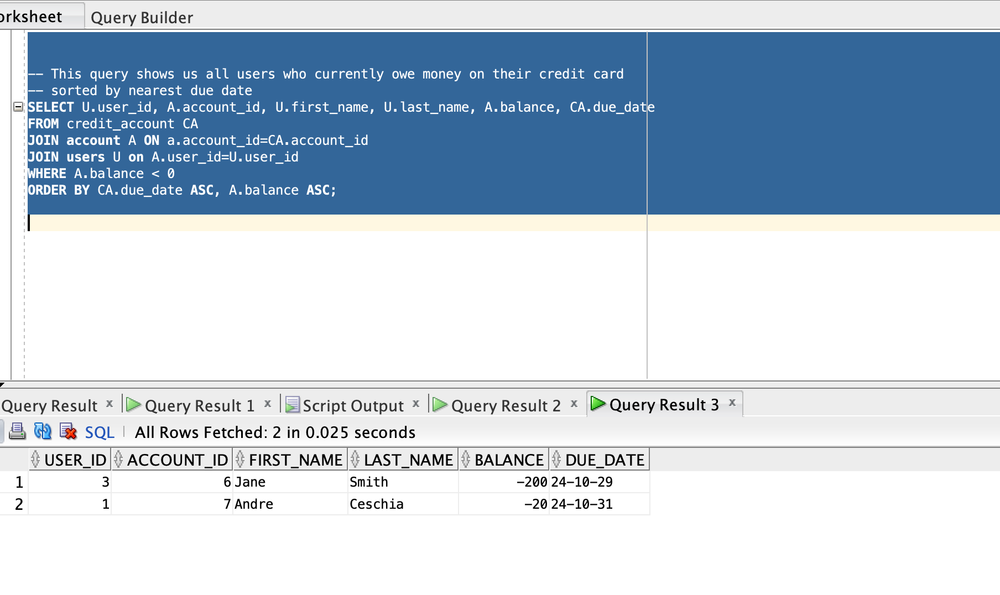 orksheet Query Builder
-- This query shows us all users who currently owe money on their credit card
-- sorted by nearest due date
SELECT U.user_id, A.account_id, U.first_name, U.last_name, A.balance, CA.due_date
FROM credit_account CA
JOIN account A ON a.account_id=CA.account_id
JOIN users U on A.user_id=U.user_id
WHERE A.balance < 0
ORDER BY CA.due_date ASC, A.balance ASC;
Query Result x Query Result 1 x Script Output x Query Result 2 x Query Result 3 x
SQL All Rows Fetched: 2 in 0.025 seconds
USER_ID ACCOUNT_ID FIRST_NAME LAST_NAME BALANCE DUE_DATE
1 3 6 Jane Smith -200 24-10-29
2 1 7 Andre Ceschia -20 24-10-31